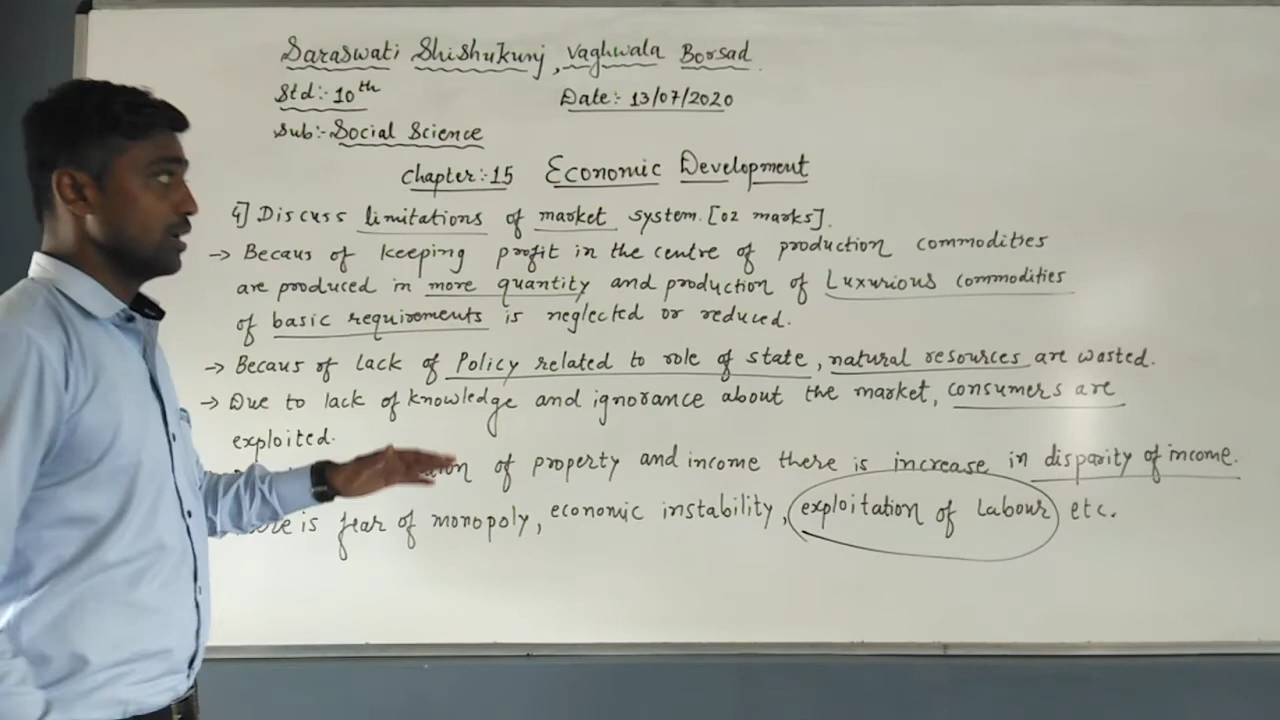 Saraswati Shishukunj, Vaghwala Borsad.
Std:- 10th
Date:- 13/07/2020
Sub:- Social Science
Chapter:15 Economic Development
4] Discuss limitations of market system. [02 marks].
→ Becaus of keeping profit in the centre of production commodities
are produced in more quantity and production of Luxurious commodities
of basic requirements is neglected or reduced.
→ Becaus of lack of Policy related to role of state, natural resources are wasted.
→ Due to lack of knowledge and ignorance about the market, consumers are
exploited.
of property and income there is increase in disparity of income.
is fear of monopoly, economic instability, exploitation of Labour etc.